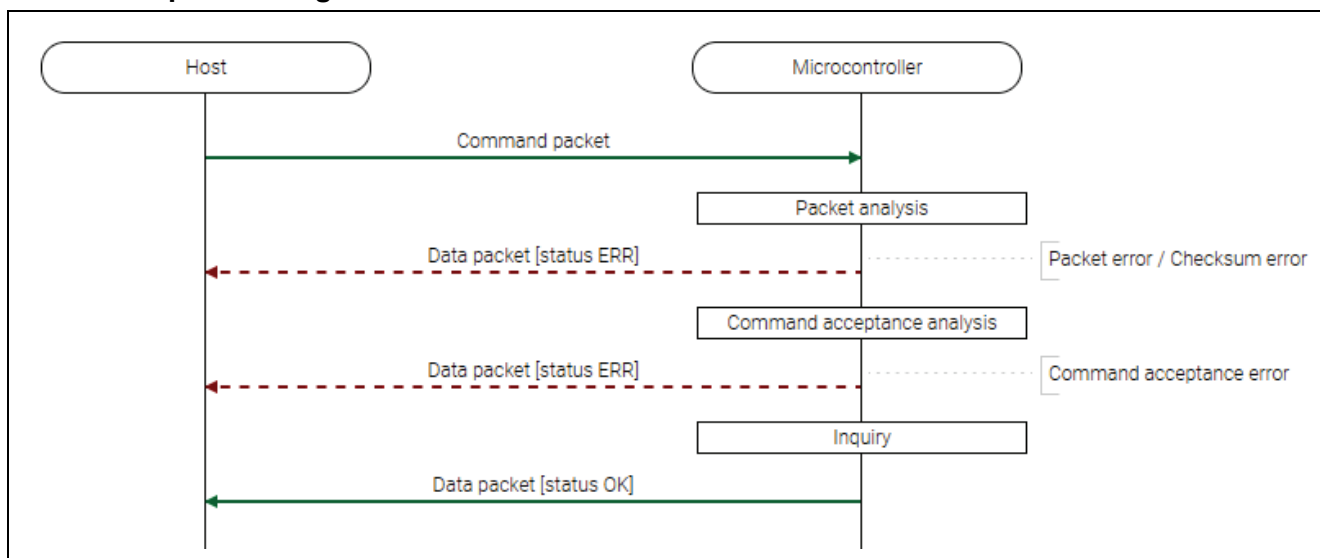 Host
Microcontroller
Command packet
Packet analysis
Data packet [status ERR]
Packet error / Checksum error
Command acceptance analysis
Data packet [status ERR]
Command acceptance error
Inquiry
Data packet [status OK]